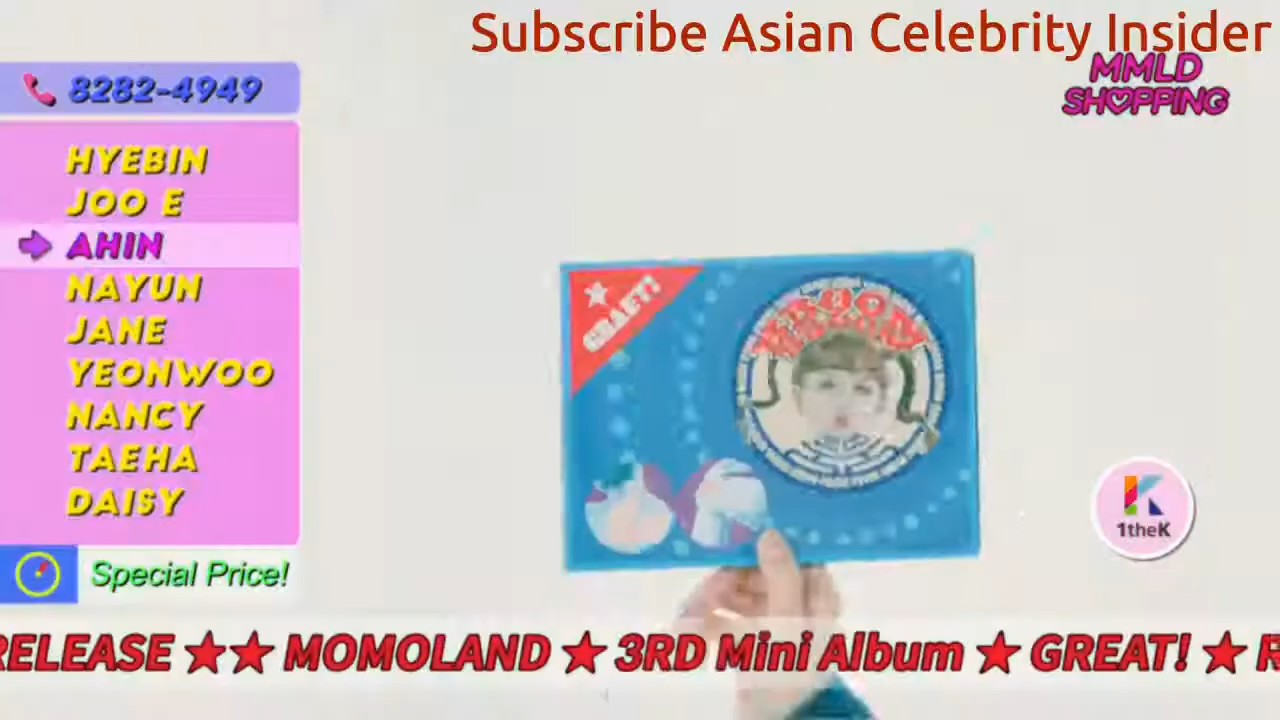 Subscribe Asian Celebrity Insider
MMLD
SHOPPING
8282-4949
HYEBIN
JOO E
AHIN
NAYUN
JANE
YEONWOO
NANCY
TAEHA
DAISY
Special Price!
GREAT!
1theK
RELEASE ★★ MOMOLAND ★ 3RD Mini Album ★ GREAT! ★ R